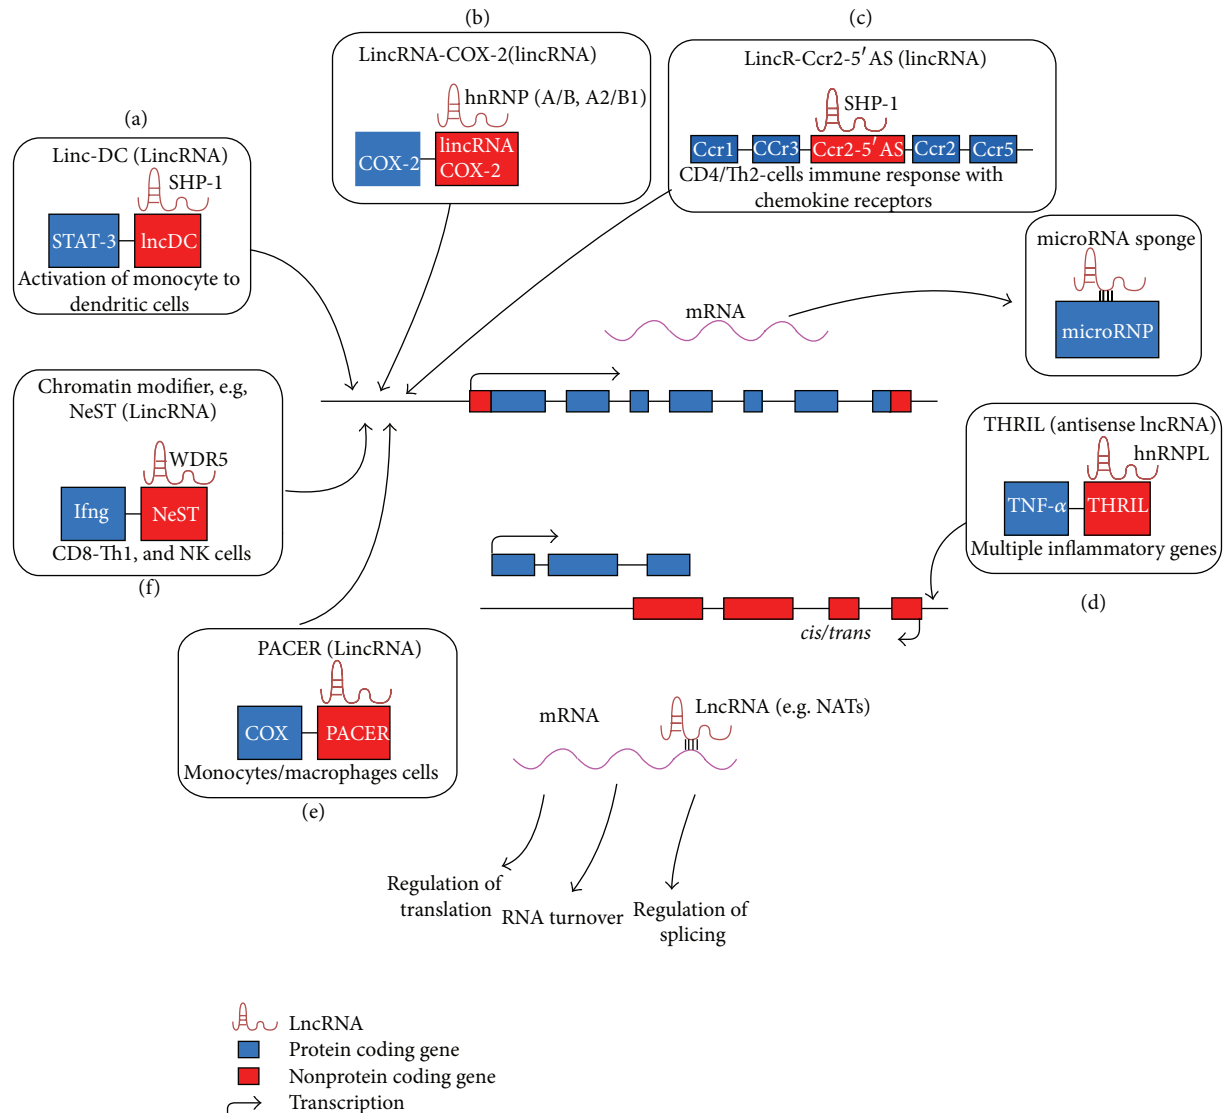 (b)
LincRNA-COX-2(lincRNA)
hnRNP (A/B, A2/B1)
COX-2
lincRNA
COX-2
(c)
LincR-Ccr2-5′AS (lincRNA)
SHP-1
Ccr1
CCr3
Ccr2-5′AS
Ccr2
Ccr5
CD4/Th2-cells immune response with
chemokine receptors
(a)
Linc-DC (LincRNA)
SHP-1
STAT-3
lncDC
Activation of monocyte to
dendritic cells
microRNA sponge
microRNP
mRNA
Chromatin modifier, e.g,
NeST (LincRNA)
WDR5
Ifng
NeST
CD8-Th1, and NK cells
(f)
THRIL (antisense lncRNA)
hnRNPL
TNF-α
THRIL
Multiple inflammatory genes
(d)
cis/trans
PACER (LincRNA)
COX
PACER
Monocytes/macrophages cells
(e)
mRNA
LncRNA (e.g. NATs)
Regulation of
translation
RNA turnover
Regulation of
splicing
LncRNA
Protein coding gene
Nonprotein coding gene
Transcription